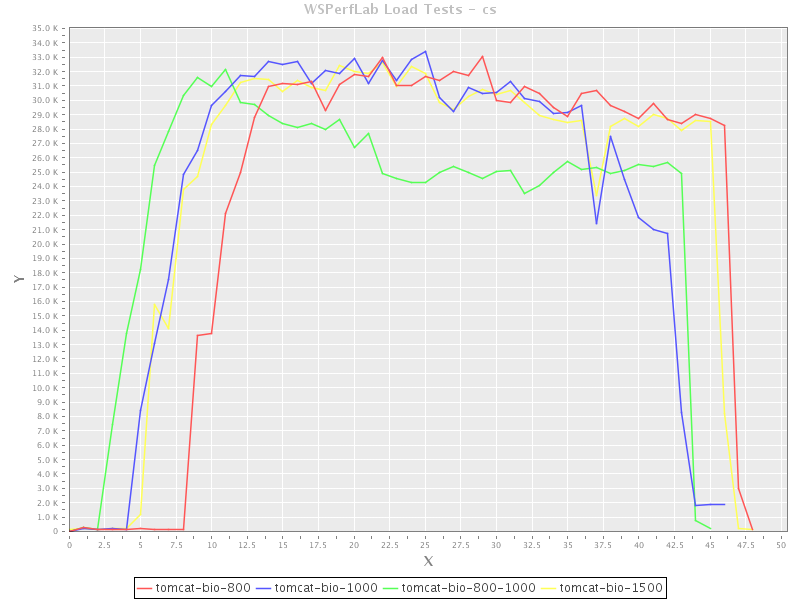 WSPerfLab Load Tests - cs
35.0 K
34.0 K
33.0 K
32.0 K
31.0 K
30.0 K
29.0 K
28.0 K
27.0 K
26.0 K
25.0 K
24.0 K
23.0 K
22.0 K
21.0 K
20.0 K
19.0 K
18.0 K
17.0 K
16.0 K
15.0 K
14.0 K
13.0 K
12.0 K
11.0 K
10.0 K
9.0 K
8.0 K
7.0 K
6.0 K
5.0 K
4.0 K
3.0 K
2.0 K
1.0 K
0
Y
0 2.5 5 7.5 10 12.5 15 17.5 20 22.5 25 27.5 30 32.5 35 37.5 40 42.5 45 47.5 50
X
tomcat-bio-800 tomcat-bio-1000 tomcat-bio-800-1000 tomcat-bio-1500